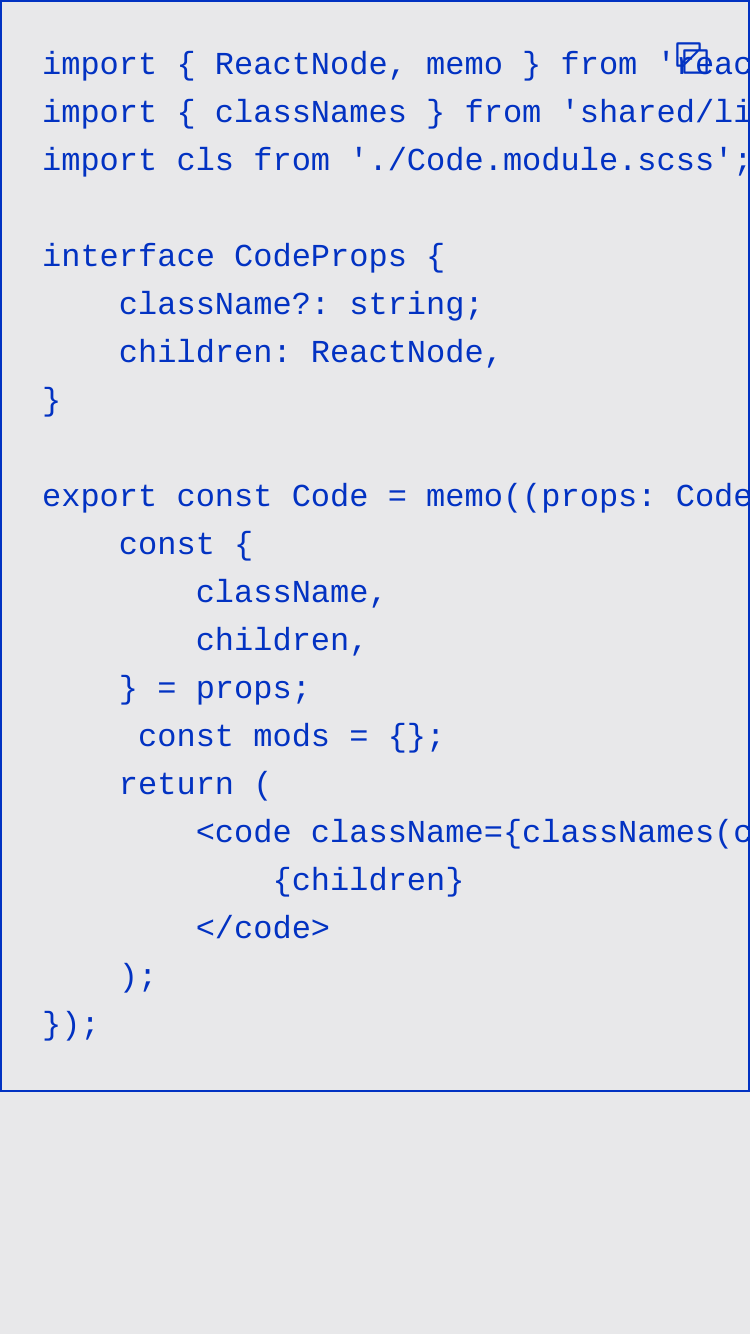 import { ReactNode, memo } from 'reac
import { classNames } from 'shared/li
import cls from './Code.module.scss';

interface CodeProps {
    className?: string;
    children: ReactNode,
}

export const Code = memo((props: Code
    const {
        className,
        children,
    } = props;
     const mods = {};
    return (
        <code className={classNames(c
            {children}
        </code>
    );
});